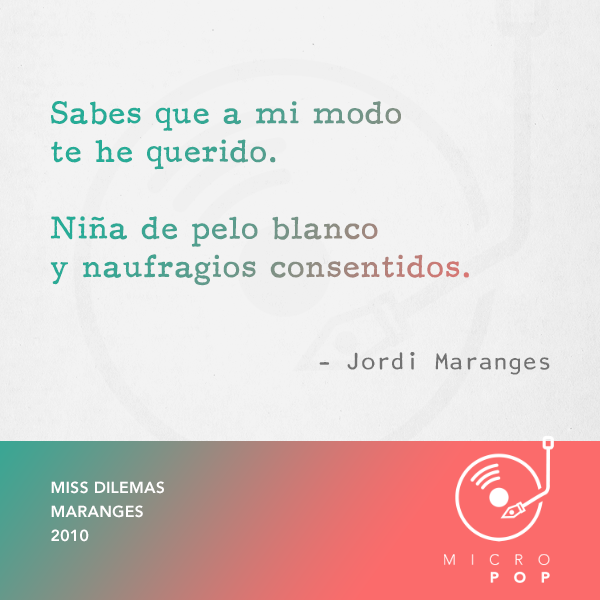 Sabes que a mi modo
te he querido.
Niña de pelo blanco
y naufragios consentidos.
- Jordi Maranges
MISS DILEMAS
MARANGES
2010
MICRO
POP